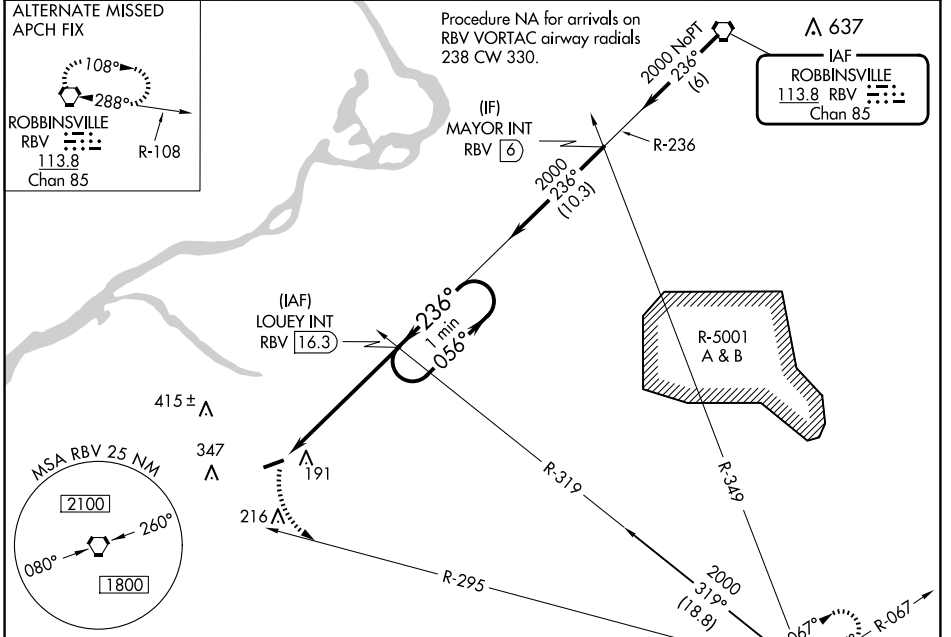 ALTERNATE MISSED
APCH FIX
108°
288°
ROBBINSVILLE
RBV
113.8
Chan 85
R-108
Procedure NA for arrivals on
RBV VORTAC airway radials
238 CW 330.
2000 NoPT
236°
(6)
637
IAF
ROBBINSVILLE
113.8 RBV
Chan 85
(IF)
MAYOR INT
RBV 6
R-236
2000
236°
(10.3)
(IAF)
LOUEY INT
RBV 16.3
236°
1 min
056°
R-5001
A & B
415 ±
347
191
216
MSA RBV 25 NM
2100
260°
080°
1800
R-319
R-349
R-295
2000
319°
(18.8)
R-067